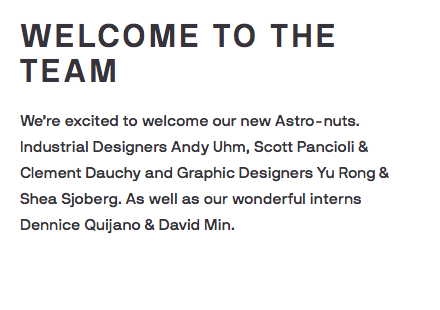 WELCOME TO THE
TEAM
We're excited to welcome our new Astro-nuts.
Industrial Designers Andy Uhm, Scott Pancioli &
Clement Dauchy and Graphic Designers Yu Rong &
Shea Sjoberg. As well as our wonderful interns
Dennice Quijano & David Min.